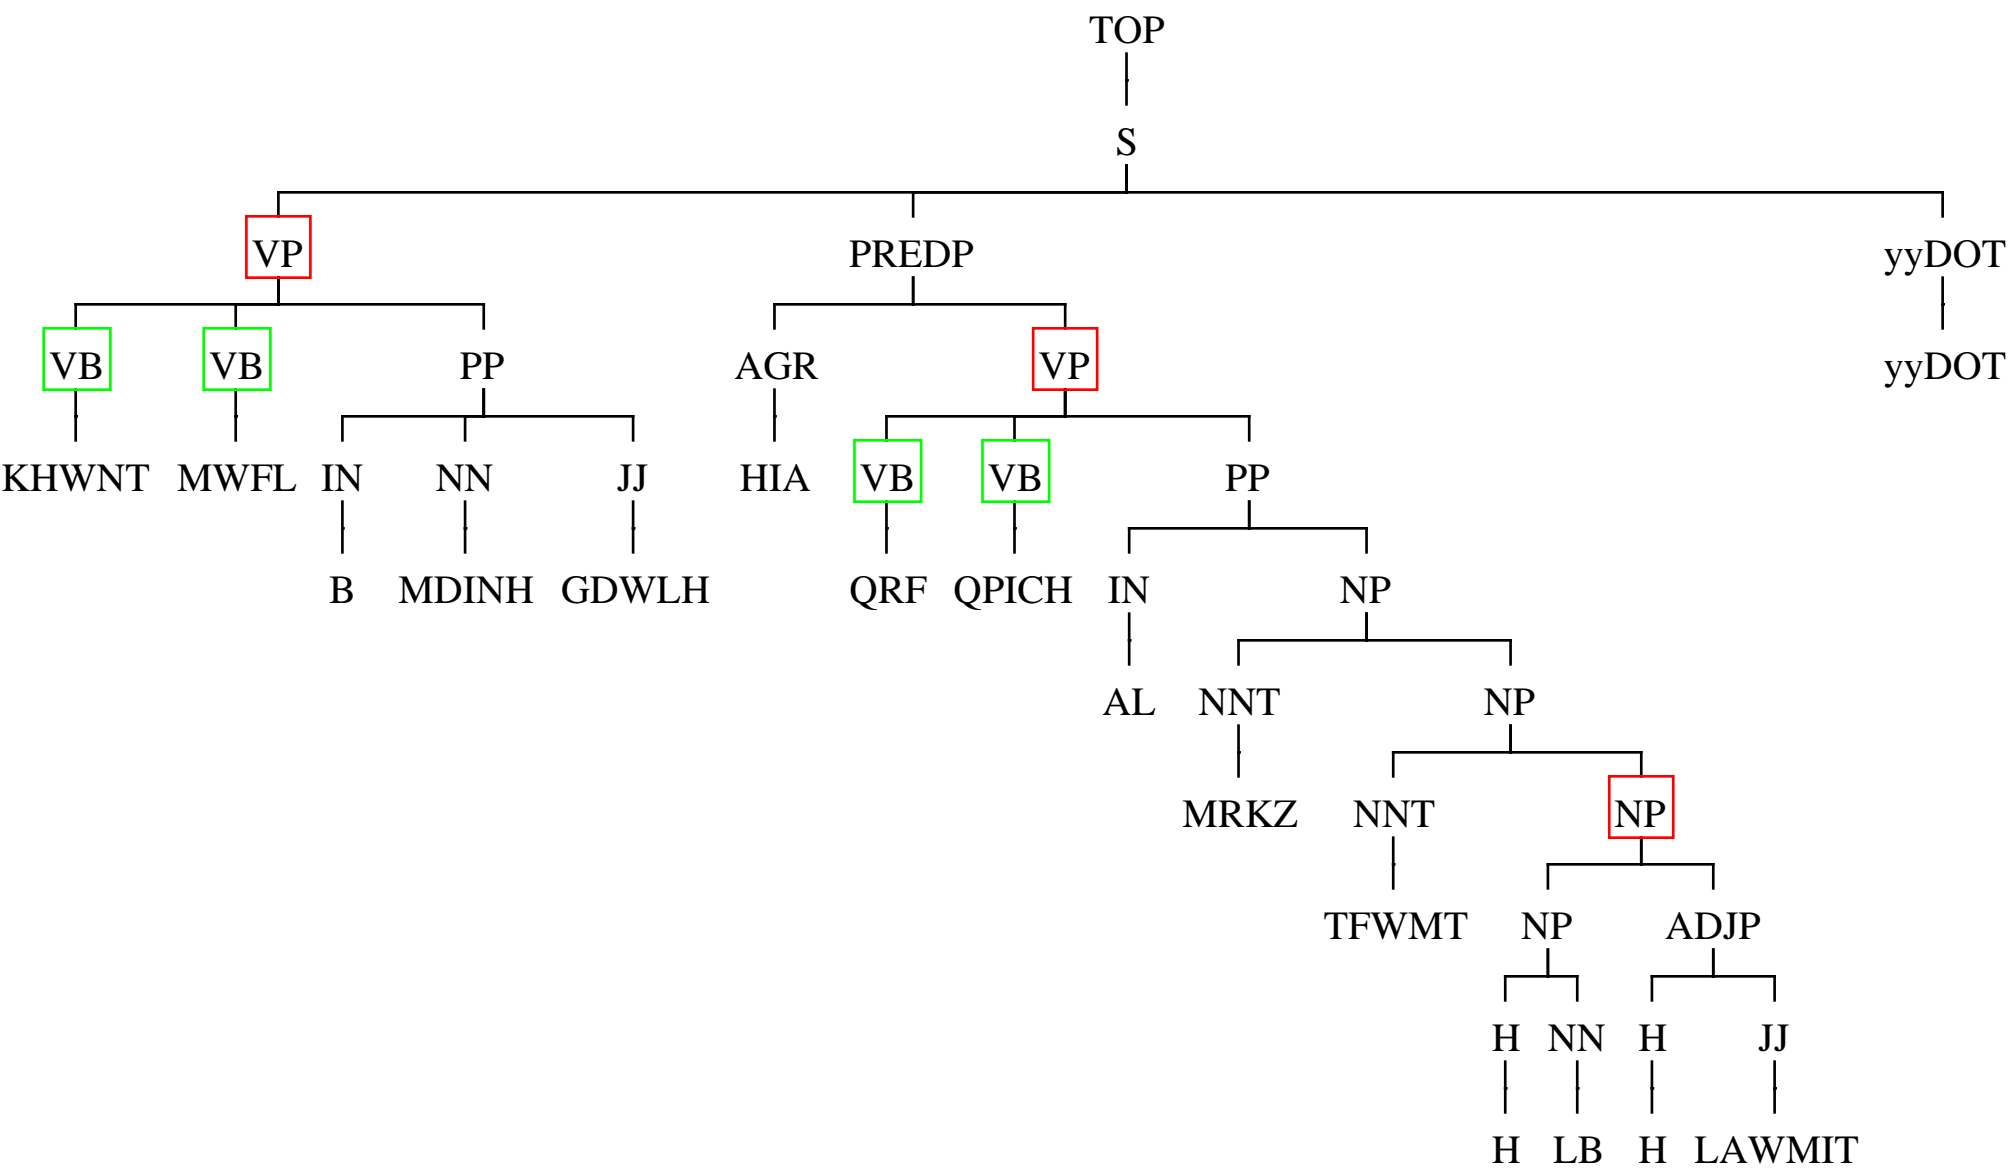 TOP
S
VP PREDP yyDOT
VB VB PP AGR VP yyDOT
KHWNT MWFL IN NN JJ HIA VB VB PP
B MDINH GDWLH QRF QPICH IN NP
AL NNT NP
MRKZ NNT NP
TFWMT NP ADJP
H NN H JJ
H LB H LAWMIT